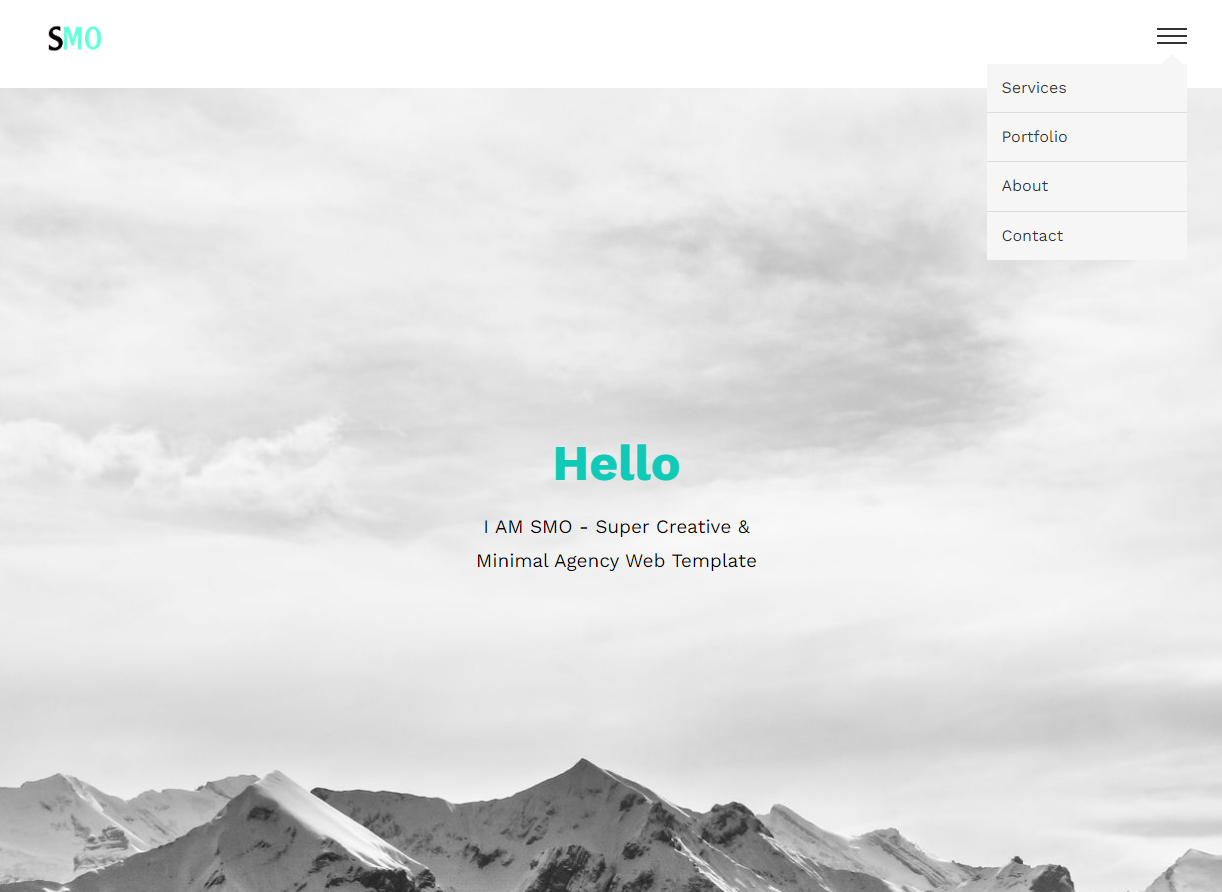 SMO
Services
Portfolio
About
Contact
Hello
I AM SMO - Super Creative &
Minimal Agency Web Template